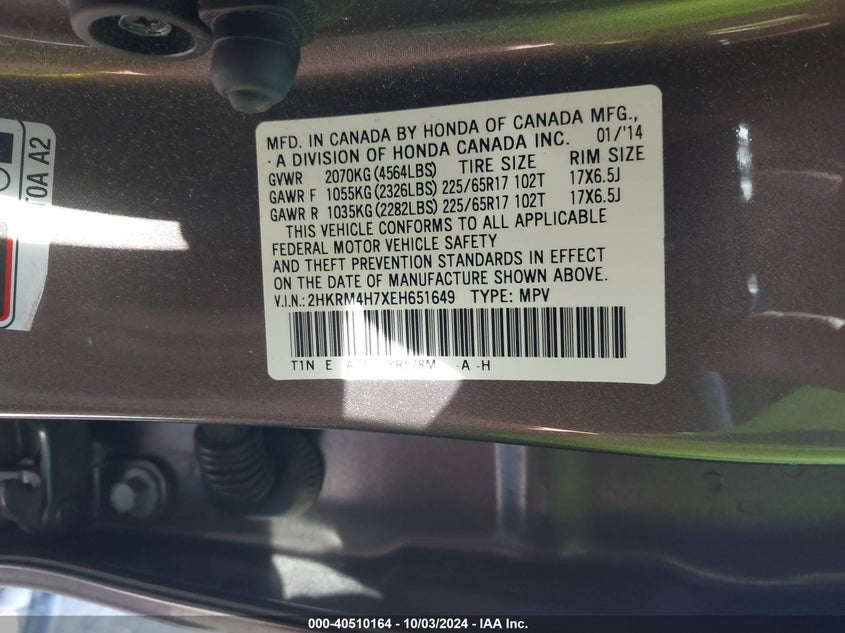 MFD. IN CANADA BY HONDA OF CANADA MFG.,
A DIVISION OF HONDA CANADA INC. 01/'14
GVWR 2070KG (4564LBS) TIRE SIZE RIM SIZE
GAWR F 1055KG (2326LBS) 225/65R17 102T 17X6.5J
GAWR R 1035KG (2282LBS) 225/65R17 102T 17X6.5J
THIS VEHICLE CONFORMS TO ALL APPLICABLE
FEDERAL MOTOR VEHICLE SAFETY
AND THEFT PREVENTION STANDARDS IN EFFECT
ON THE DATE OF MANUFACTURE SHOWN ABOVE.
V.I.N.: 2HKRM4H7XEH651649 TYPE: MPV
T1N E -A -H
T0A A2
000-40510164 - 10/03/2024 - IAA Inc.